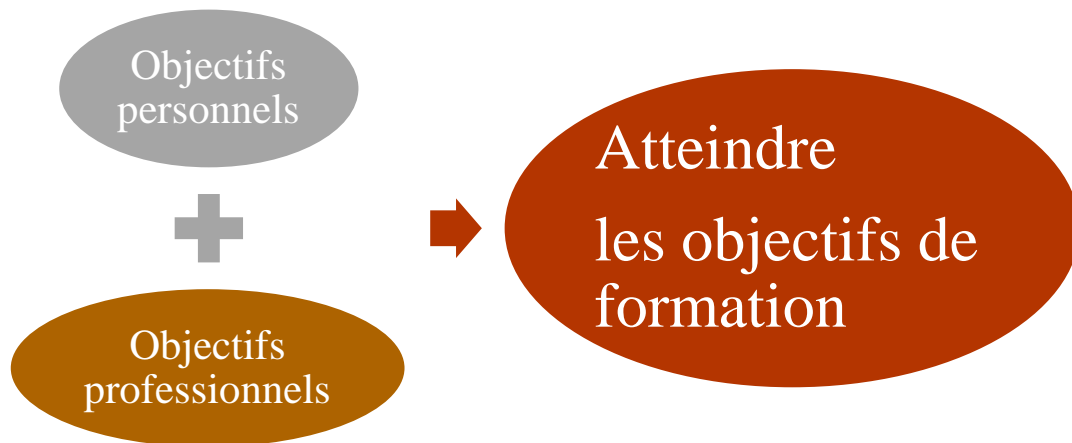 Objectifs
personnels
Objectifs
professionnels
Atteindre
les objectifs de
formation